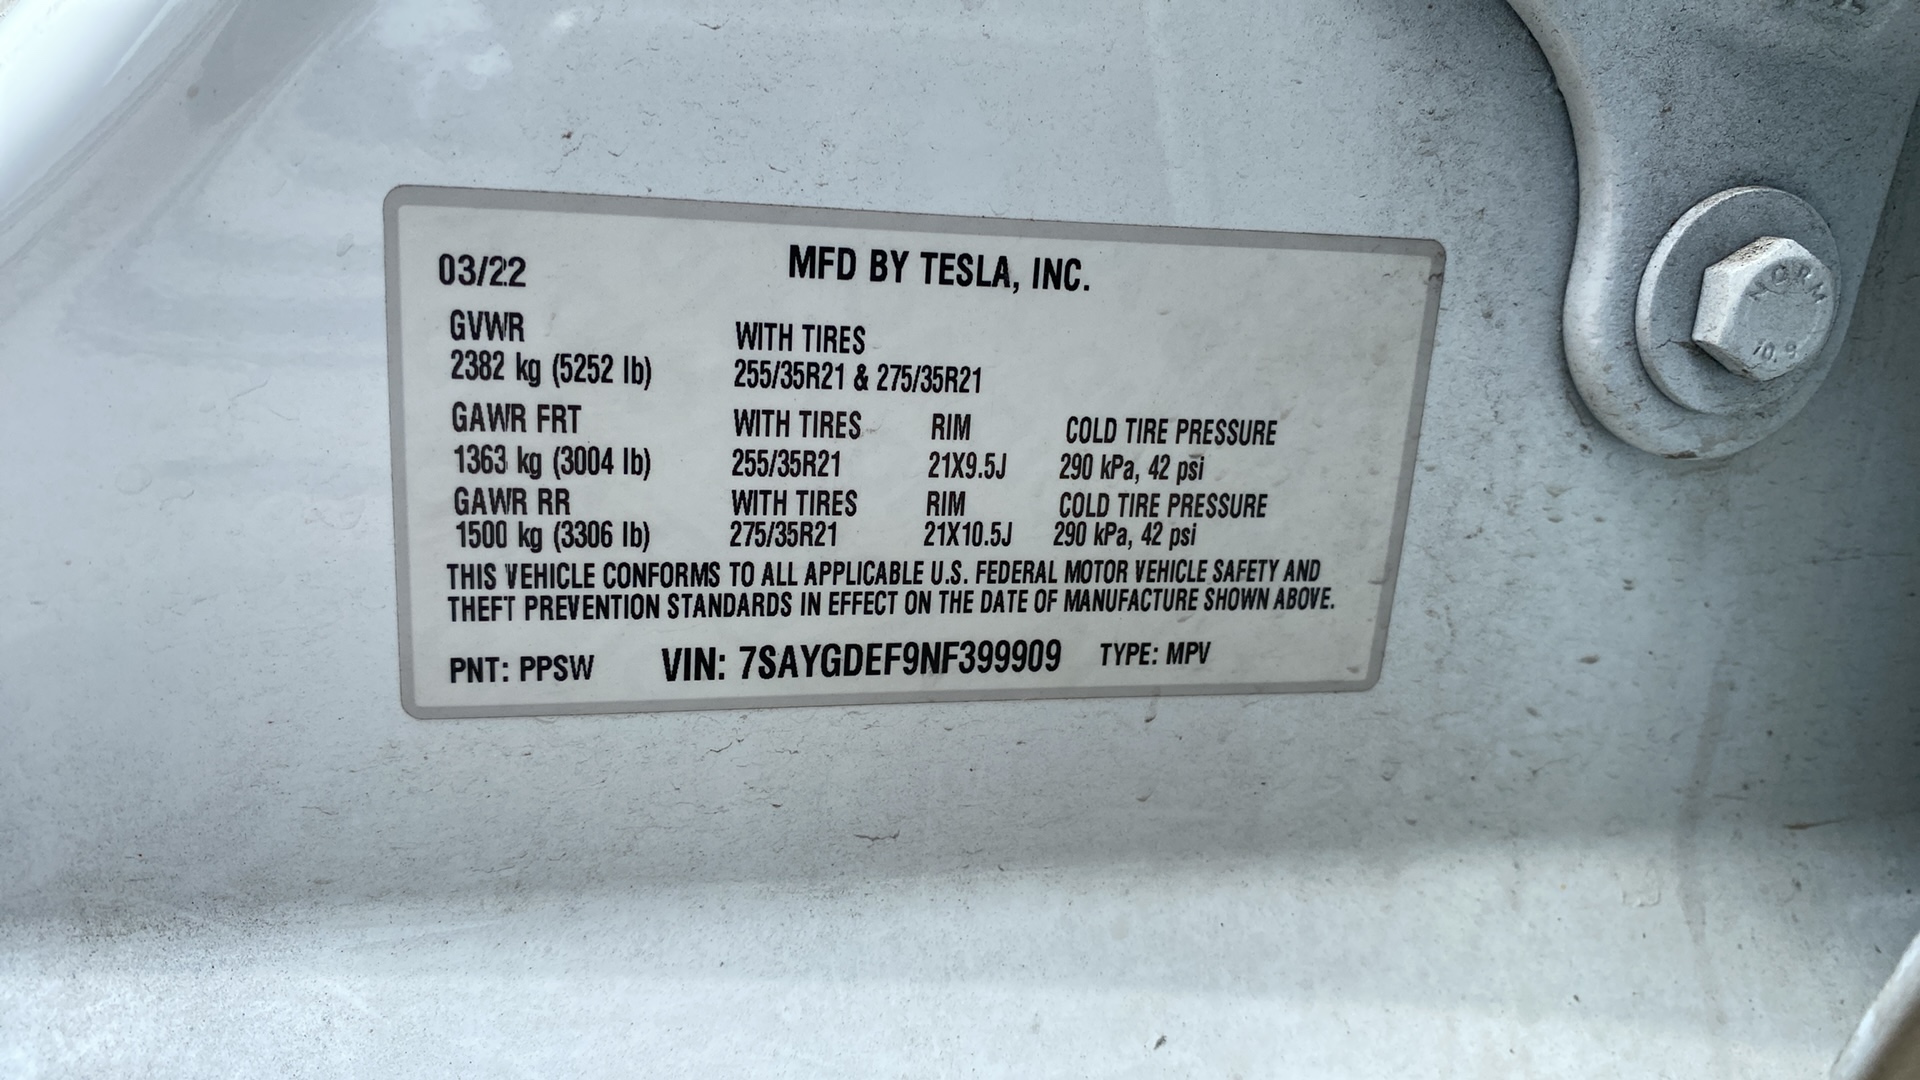 03/22 MFD BY TESLA, INC.
GVWR WITH TIRES
2382 kg (5252 lb) 255/35R21 & 275/35R21
GAWR FRT WITH TIRES RIM COLD TIRE PRESSURE
1363 kg (3004 lb) 255/35R21 21X9.5J 290 kPa, 42 psi
GAWR RR WITH TIRES RIM COLD TIRE PRESSURE
1500 kg (3306 lb) 275/35R21 21X10.5J 290 kPa, 42 psi
THIS VEHICLE CONFORMS TO ALL APPLICABLE U.S. FEDERAL MOTOR VEHICLE SAFETY AND
THEFT PREVENTION STANDARDS IN EFFECT ON THE DATE OF MANUFACTURE SHOWN ABOVE.
PNT: PPSW VIN: 7SAYGDEF9NF399909 TYPE: MPV
NORM
10.9